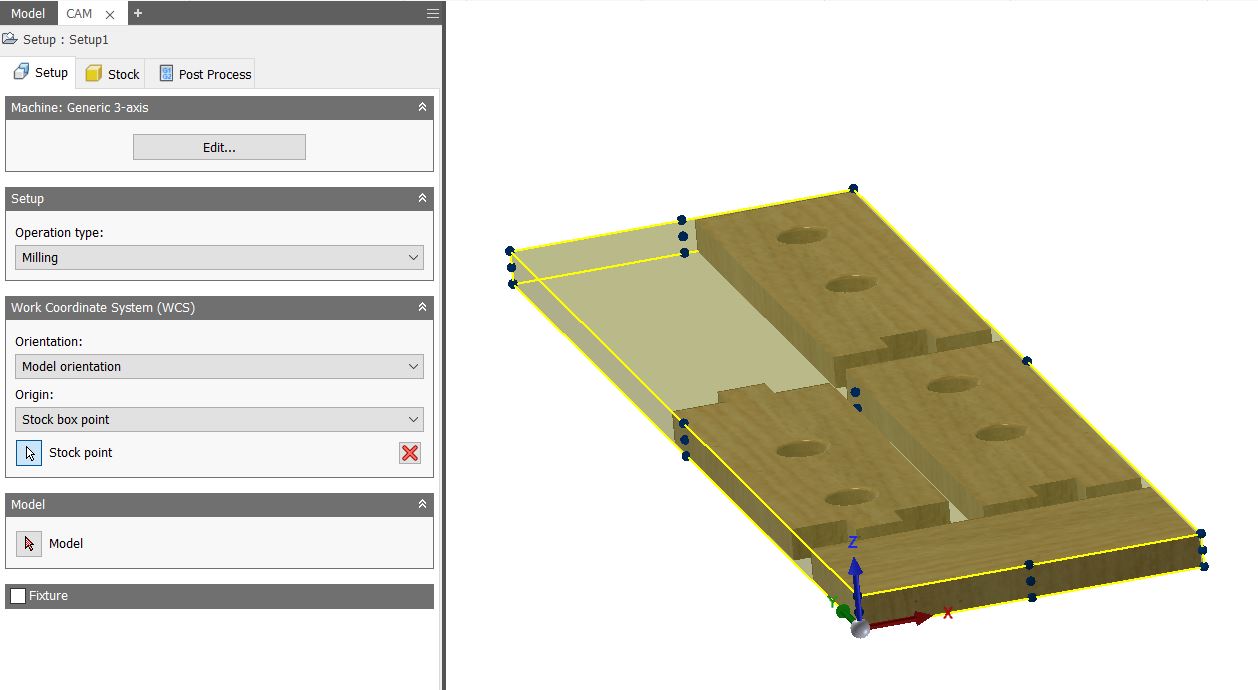 Model CAM +
Setup : Setup1
Setup Stock Post Process
Machine: Generic 3-axis
Edit...
Setup
Operation type:
Milling
Work Coordinate System (WCS)
Orientation:
Model orientation
Origin:
Stock box point
Stock point
Model
Model
Fixture
Z
Y
X